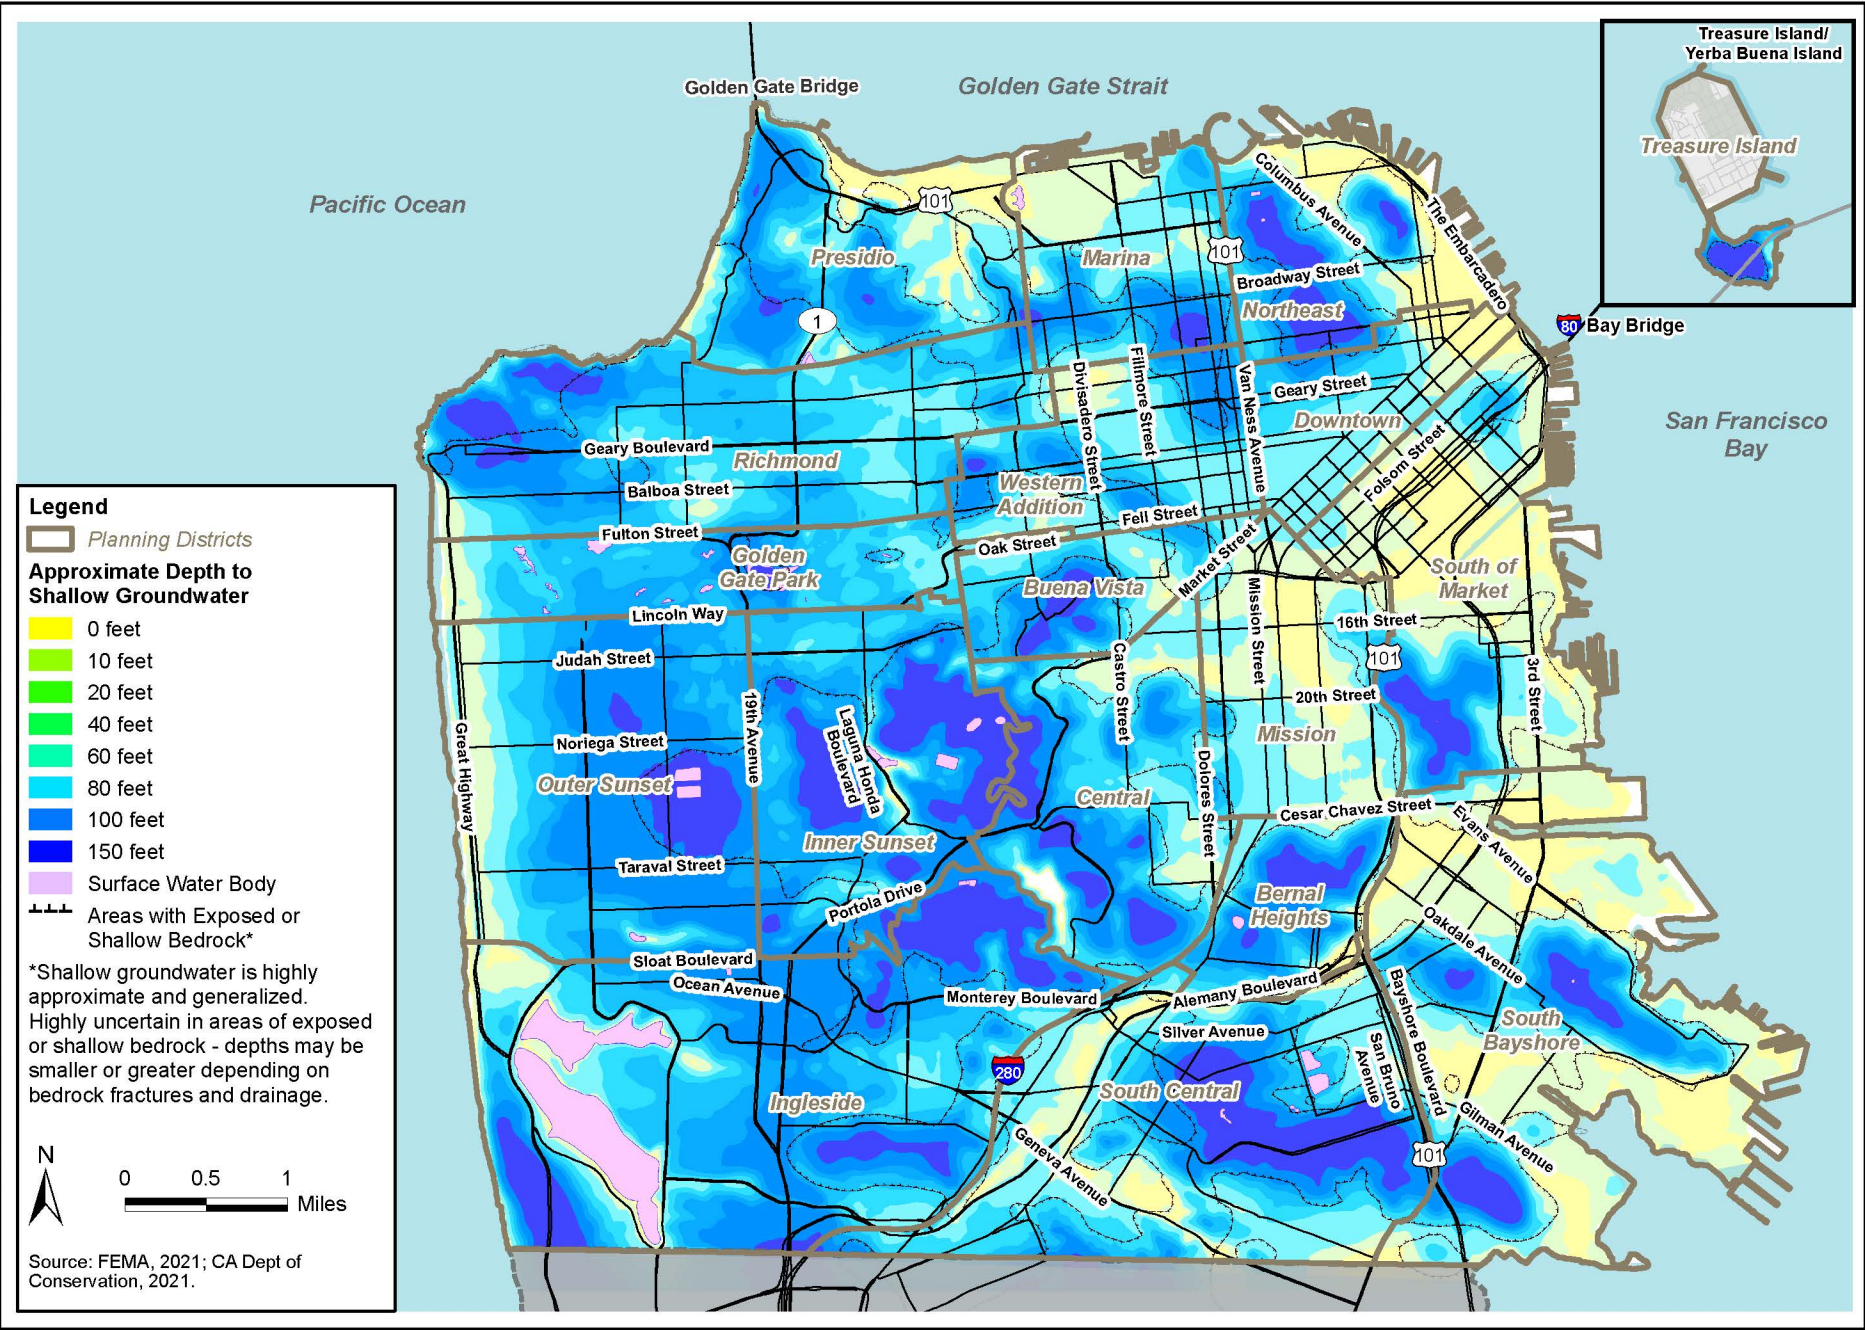 Treasure Island/
Yerba Buena Island
Treasure Island
Golden Gate Bridge
Golden Gate Strait
Pacific Ocean
101
Columbus Avenue
The Embarcadero
Presidio
Marina
101
Broadway Street
Northeast
1
80
Bay Bridge
Divisadero Street
Fillmore Street
Van Ness Avenue
Geary Street
Downtown
San Francisco
Bay
Geary Boulevard
Richmond
Folsom Street
Balboa Street
Western
Addition
Fell Street
Fulton Street
Oak Street
Market Street
Golden
Gate Park
Buena Vista
South of
Market
Lincoln Way
Mission Street
16th Street
Judah Street
Castro Street
101
3rd Street
20th Street
19th Avenue
Laguna Honda
Boulevard
Great Highway
Noriega Street
Mission
Dolores Street
Outer Sunset
Central
Cesar Chavez Street
Evans Avenue
Inner Sunset
Taraval Street
Portola Drive
Bernal
Heights
Oakdale Avenue
Sloat Boulevard
Ocean Avenue
Monterey Boulevard
Alemany Boulevard
Bayshore Boulevard
Silver Avenue
South
Bayshore
San Bruno
Avenue
280
South Central
Ingleside
Geneva Avenue
Gilman Avenue
101
Legend
Planning Districts
Approximate Depth to
Shallow Groundwater
0 feet
10 feet
20 feet
40 feet
60 feet
80 feet
100 feet
150 feet
Surface Water Body
Areas with Exposed or
Shallow Bedrock*
*Shallow groundwater is highly
approximate and generalized.
Highly uncertain in areas of exposed
or shallow bedrock - depths may be
smaller or greater depending on
bedrock fractures and drainage.
N
0 0.5 1
Miles
Source: FEMA, 2021; CA Dept of
Conservation, 2021.